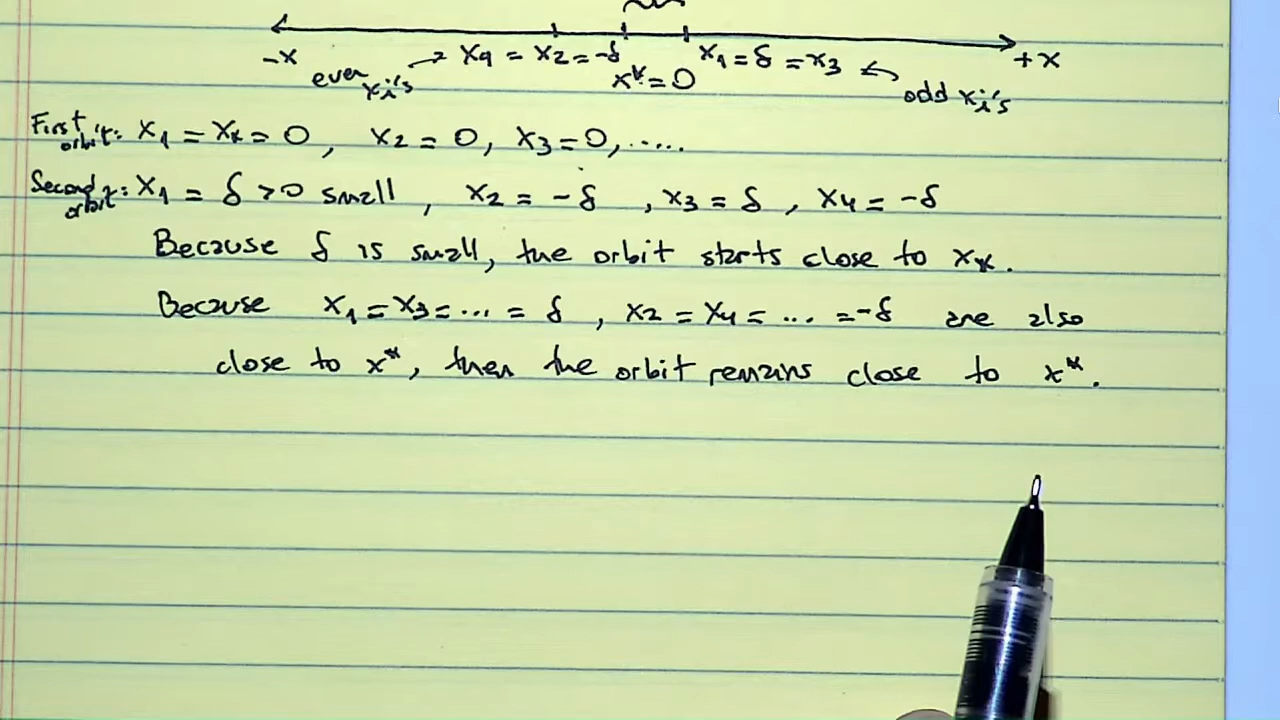 -x even xᵢ's → x₄ = x₂ = -δ x* = 0 x₁ = δ = x₃ ← odd xᵢ's +x
First orbit: x₁ = x* = 0, x₂ = 0, x₃ = 0, .....
Second orbit: x₁ = δ > 0 small, x₂ = -δ, x₃ = δ, x₄ = -δ
Because δ is small, the orbit starts close to x*.
Because x₁ = x₃ = ... = δ, x₂ = x₄ = ... = -δ are also
close to x*, then the orbit remains close to x*.